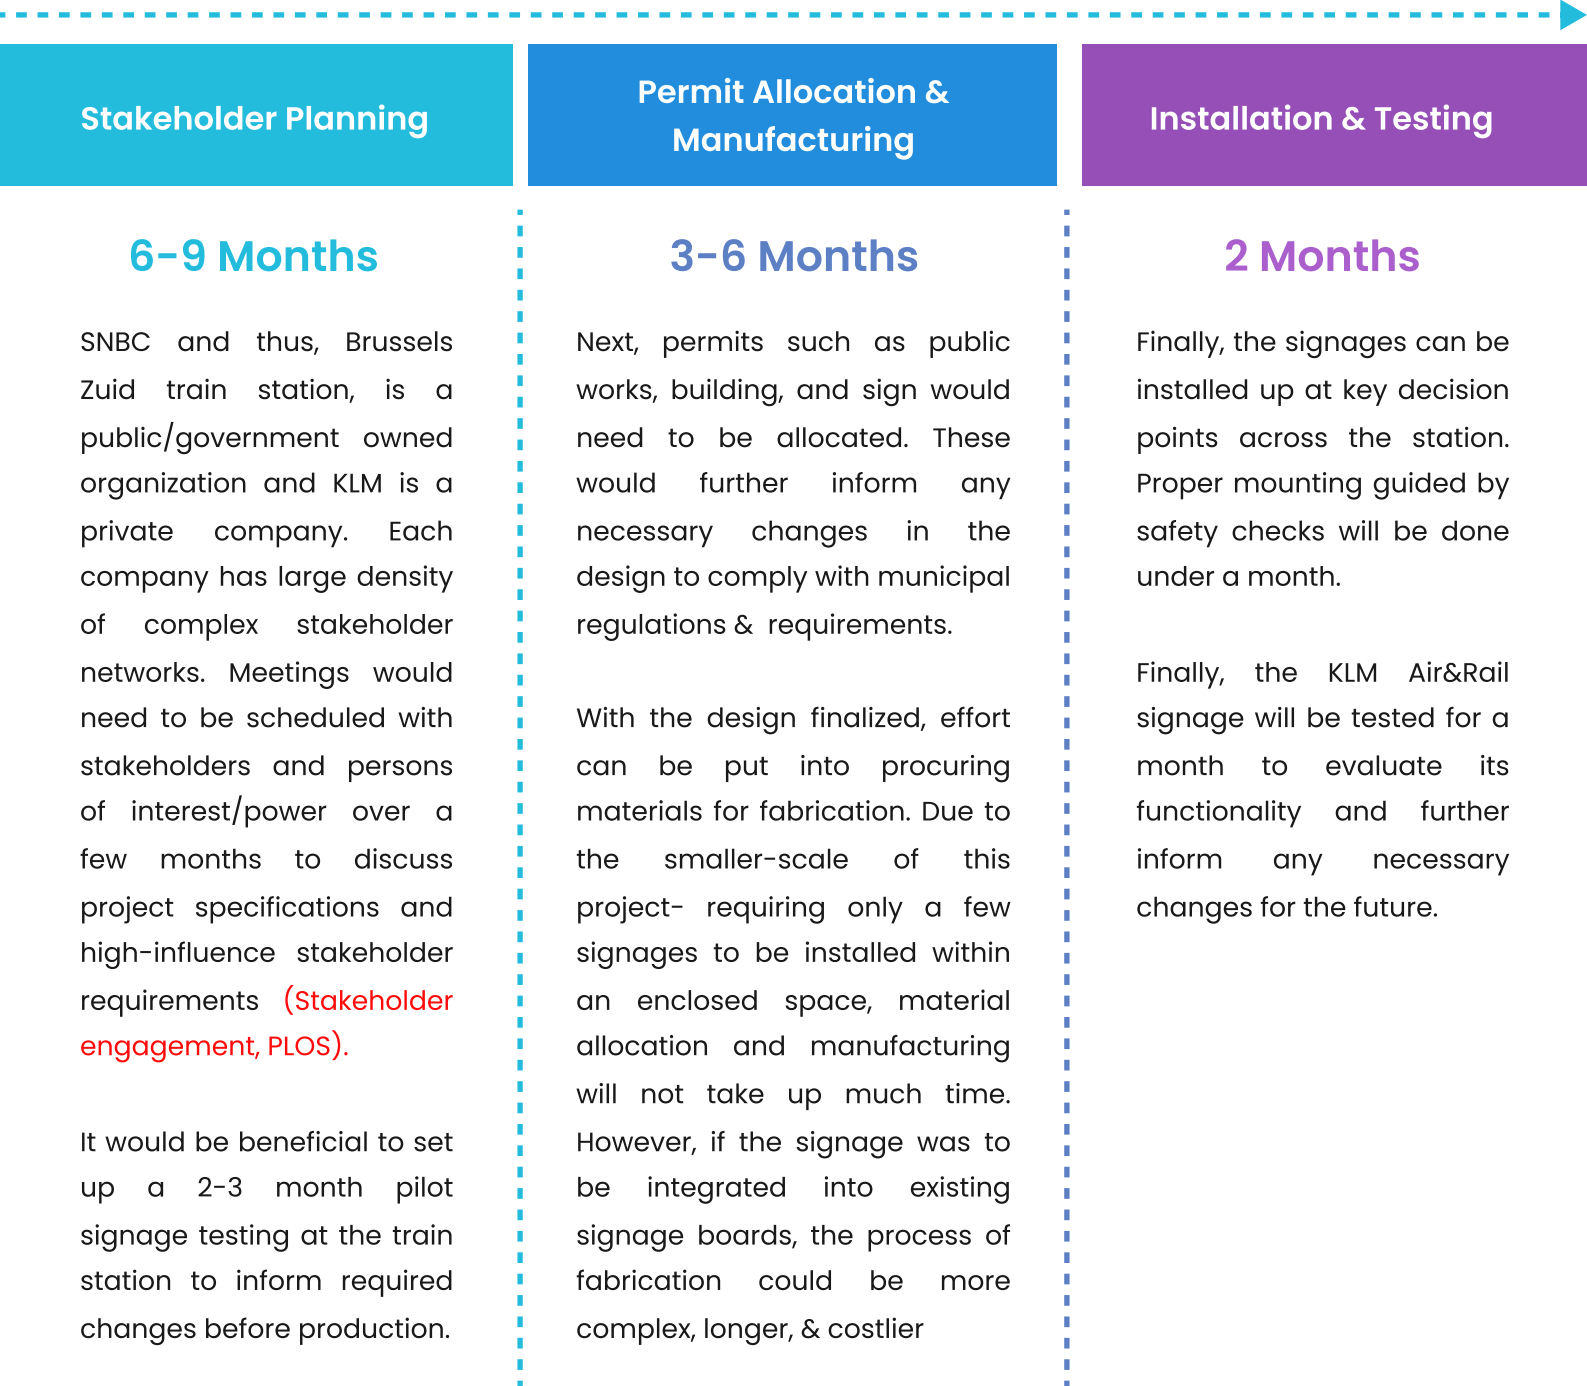 Stakeholder Planning
6-9 Months
SNBC and thus, Brussels
Zuid train station, is a
public/government owned
organization and KLM is a
private company. Each
company has large density
of complex stakeholder
networks. Meetings would
need to be scheduled with
stakeholders and persons
of interest/power over a
few months to discuss
project specifications and
high-influence stakeholder
requirements (Stakeholder
engagement, PLOS).
It would be beneficial to set
up a 2-3 month pilot
signage testing at the train
station to inform required
changes before production.
Permit Allocation &
Manufacturing
3-6 Months
Next, permits such as public
works, building, and sign would
need to be allocated. These
would further inform any
necessary changes in the
design to comply with municipal
regulations & requirements.
With the design finalized, effort
can be put into procuring
materials for fabrication. Due to
the smaller-scale of this
project- requiring only a few
signages to be installed within
an enclosed space, material
allocation and manufacturing
will not take up much time.
However, if the signage was to
be integrated into existing
signage boards, the process of
fabrication could be more
complex, longer, & costlier
Installation & Testing
2 Months
Finally, the signages can be
installed up at key decision
points across the station.
Proper mounting guided by
safety checks will be done
under a month.
Finally, the KLM Air&Rail
signage will be tested for a
month to evaluate its
functionality and further
inform any necessary
changes for the future.